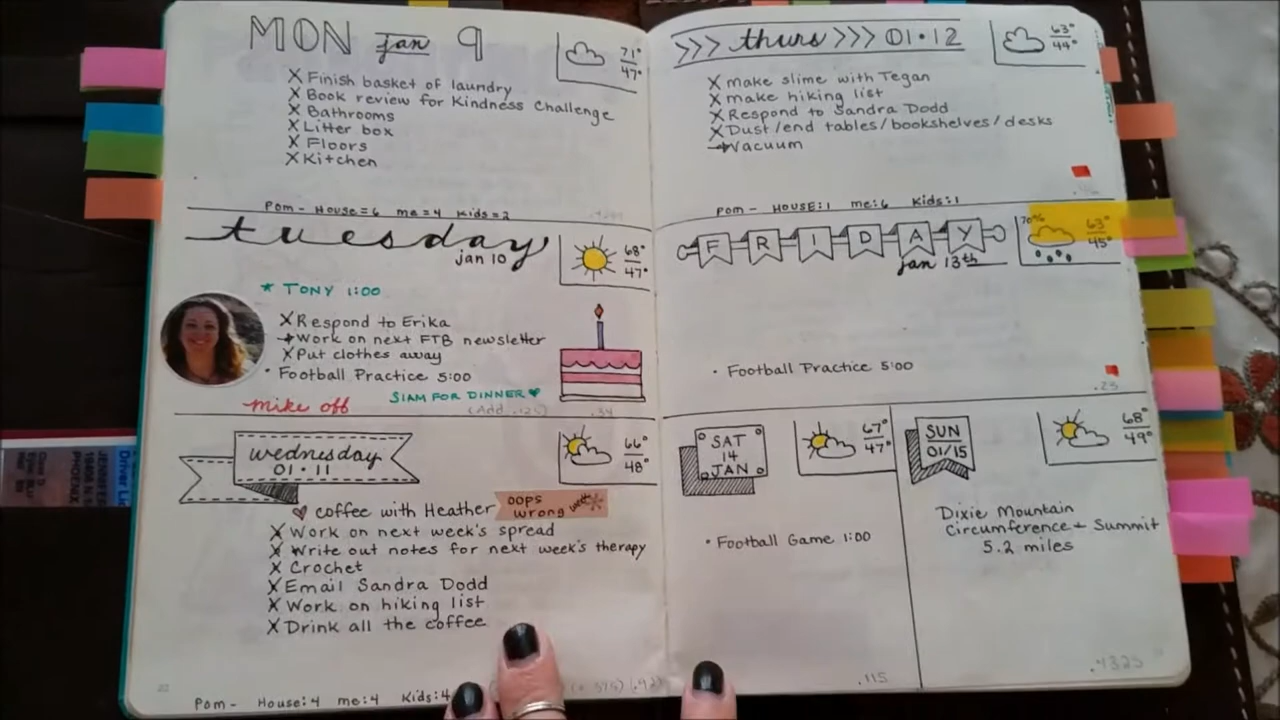 MON jan 9
71°
47°
X Finish basket of laundry
X Book review for Kindness Challenge
X Bathrooms
X Litter box
X Floors
X Kitchen
Pom- House=6 me=4 Kids=2
tuesday
jan 10
68°
47°
* TONY 1:00
X Respond to Erika
→ Work on next FTB newsletter
X Put clothes away
• Football Practice 5:00
SIAM FOR DINNER ♥
mike off
(Add .125)
.34
wednesday
01·11
66°
48°
♡ coffee with Heather
oops
wrong
X Work on next week's spread
X Write out notes for next week's therapy
X Crochet
X Email Sandra Dodd
X Work on hiking list
X Drink all the coffee
Pom- House:4 me:4 Kids:4
>>> thurs >>> 01·12
63°
44°
X make slime with Tegan
X make hiking list
X Respond to Sandra Dodd
X Dust/end tables/bookshelves/desks
→ Vacuum
Pom- HOUSE:1 me:6 Kids:1
FRIDAY
jan 13th
70%
63°
45°
• Football Practice 5:00
.23
SAT
14
JAN
67°
47°
• Football Game 1:00
.115
SUN
01/15
68°
49°
Dixie Mountain
Circumference + Summit
5.2 miles
.4325
PHOENIX